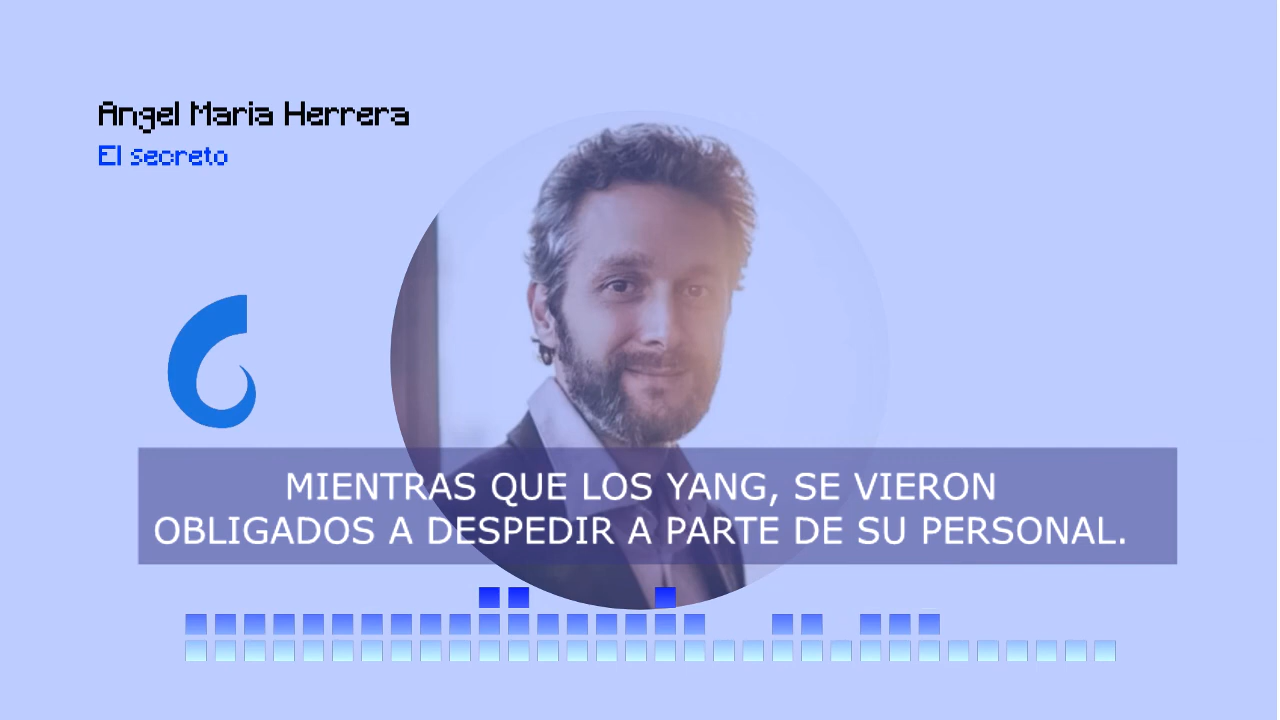 Angel Maria Herrera
El secreto
MIENTRAS QUE LOS YANG, SE VIERON
OBLIGADOS A DESPEDIR A PARTE DE SU PERSONAL.